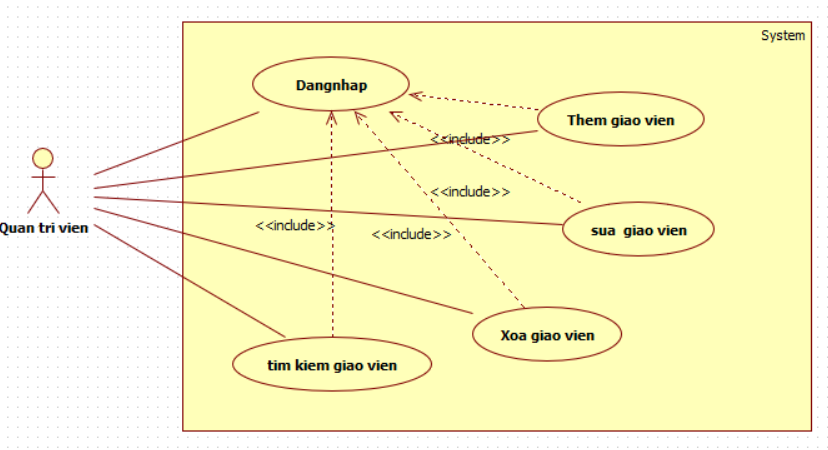 System
Dangnhap
Them giao vien
<<include>>
<<include>>
Quan tri vien
<<include>>
<<include>>
sua giao vien
Xoa giao vien
tim kiem giao vien